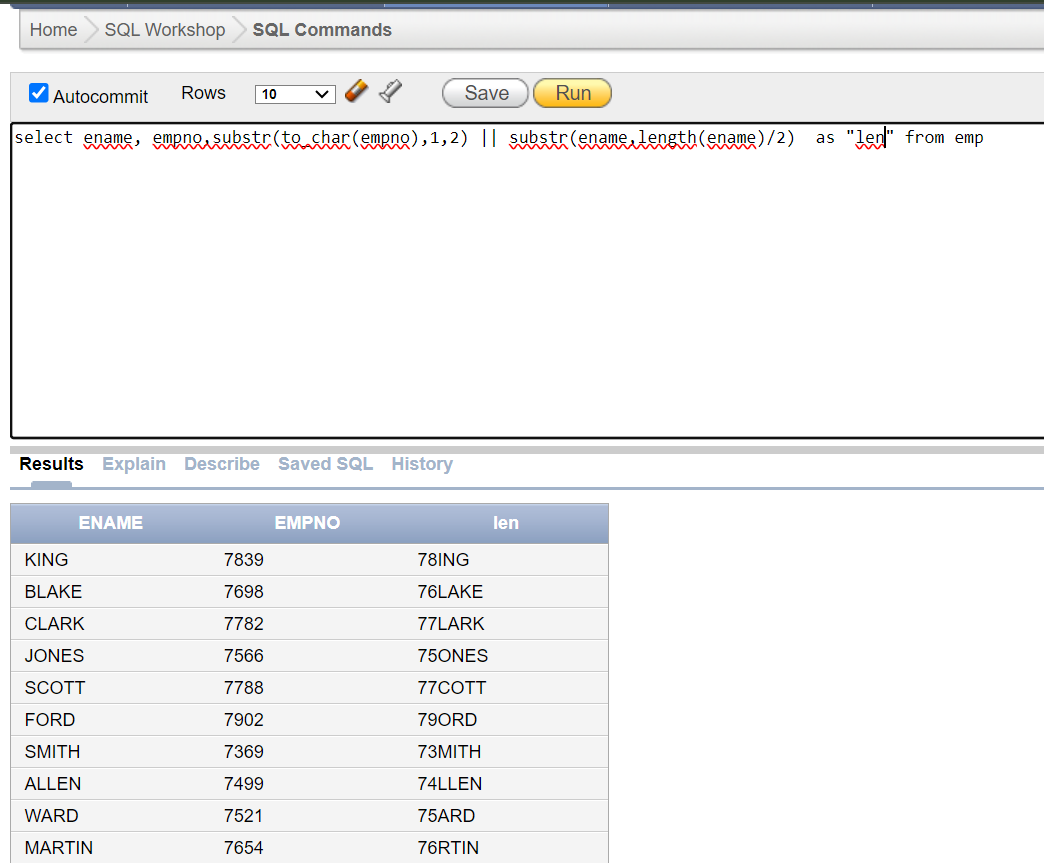 Home SQL Workshop SQL Commands
Autocommit Rows 10 Save Run
select ename, empno,substr(to_char(empno),1,2) || substr(ename,length(ename)/2)  as "len" from emp
Results Explain Describe Saved SQL History
ENAME EMPNO len
KING 7839 78ING
BLAKE 7698 76LAKE
CLARK 7782 77LARK
JONES 7566 75ONES
SCOTT 7788 77COTT
FORD 7902 79ORD
SMITH 7369 73MITH
ALLEN 7499 74LLEN
WARD 7521 75ARD
MARTIN 7654 76RTIN